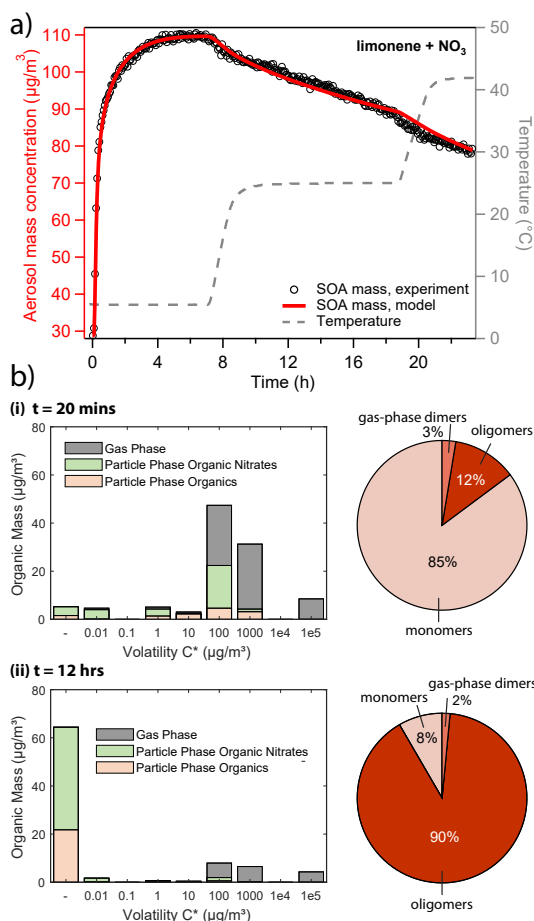 a)
limonene + NO3
Aerosol mass concentration (µg/m³)
110
100
90
80
70
60
50
40
30
50
40
30
20
10
0
Temperature (°C)
SOA mass, experiment
SOA mass, model
Temperature
0
4
8
12
16
20
Time (h)
b)
(i) t = 20 mins
80
60
40
20
0
Organic Mass (µg/m³)
Gas Phase
Particle Phase Organic Nitrates
Particle Phase Organics
- 0.01 0.1 1 10 100 1000 1e4 1e5
Volatility C* (µg/m³)
gas-phase dimers
3%
oligomers
12%
85%
monomers
(ii) t = 12 hrs
80
60
40
20
0
Organic Mass (µg/m³)
Gas Phase
Particle Phase Organic Nitrates
Particle Phase Organics
-
- 0.01 0.1 1 10 100 1000 1e4 1e5
Volatility C* (µg/m³)
gas-phase dimers
monomers
2%
8%
90%
oligomers